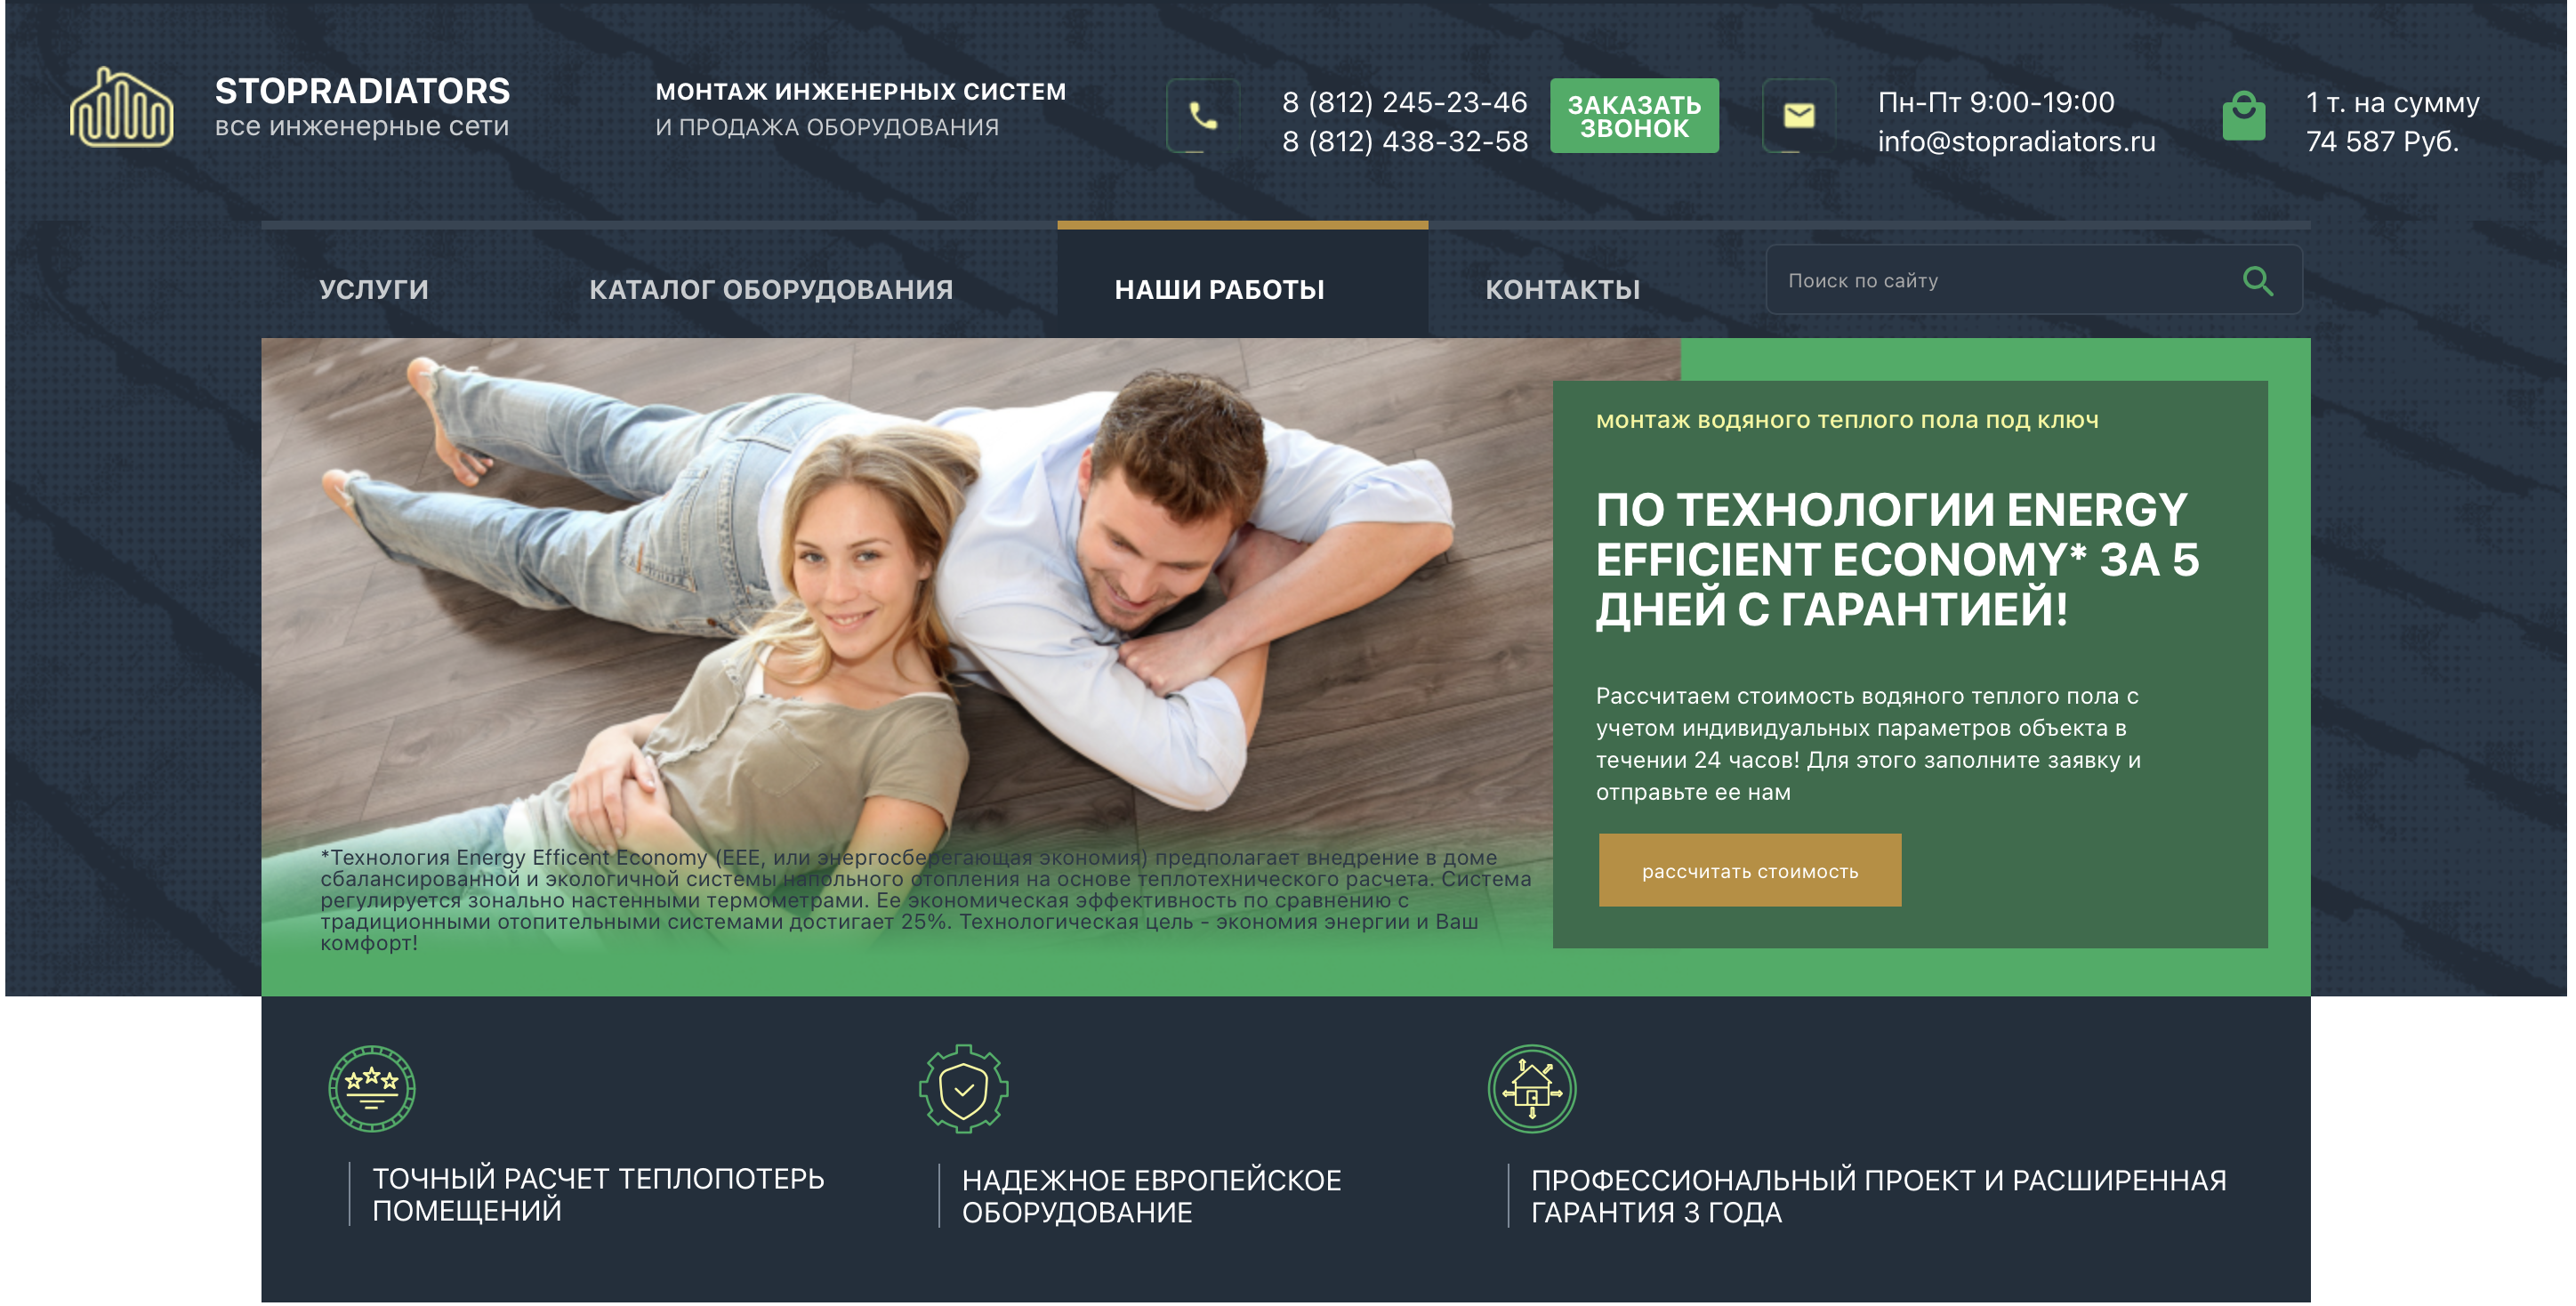 STOPRADIATORS
все инженерные сети
МОНТАЖ ИНЖЕНЕРНЫХ СИСТЕМ
И ПРОДАЖА ОБОРУДОВАНИЯ
8 (812) 245-23-46
8 (812) 438-32-58
ЗАКАЗАТЬ
ЗВОНОК
Пн-Пт 9:00-19:00
info@stopradiators.ru
1 т. на сумму
74 587 Руб.
УСЛУГИ
КАТАЛОГ ОБОРУДОВАНИЯ
НАШИ РАБОТЫ
КОНТАКТЫ
Поиск по сайту
монтаж водяного теплого пола под ключ
ПО ТЕХНОЛОГИИ ENERGY
EFFICIENT ECONOMY* ЗА 5
ДНЕЙ С ГАРАНТИЕЙ!
Рассчитаем стоимость водяного теплого пола с
учетом индивидуальных параметров объекта в
течении 24 часов! Для этого заполните заявку и
отправьте ее нам
рассчитать стоимость
*Технология Energy Efficent Economy (EEE, или энергосберегающая экономия) предполагает внедрение в доме
сбалансированной и экологичной системы напольного отопления на основе теплотехнического расчета. Система
регулируется зонально настенными термометрами. Ее экономическая эффективность по сравнению с
традиционными отопительными системами достигает 25%. Технологическая цель - экономия энергии и Ваш
комфорт!
ТОЧНЫЙ РАСЧЕТ ТЕПЛОПОТЕРЬ
ПОМЕЩЕНИЙ
НАДЕЖНОЕ ЕВРОПЕЙСКОЕ
ОБОРУДОВАНИЕ
ПРОФЕССИОНАЛЬНЫЙ ПРОЕКТ И РАСШИРЕННАЯ
ГАРАНТИЯ 3 ГОДА